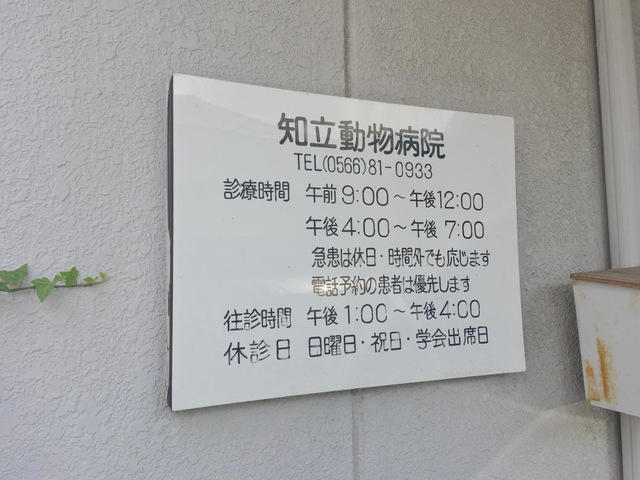 知立動物病院
TEL(0566)81-0933
診療時間 午前9:00~午後12:00
午後4:00~午後 7:00
急患は休日・時間外でも応じます
電話予約の患者は優先します
往診時間 午後1:00~午後4:00
休診日 日曜日・祝日・学会出席日